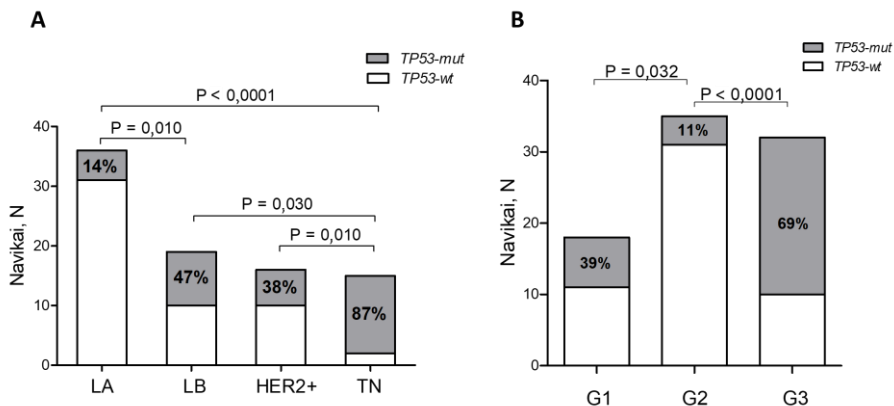 A
TP53-mut
TP53-wt
P < 0,0001
P = 0,010
P = 0,030
P = 0,010
Navikai, N
40
30
20
10
0
14%
47%
38%
87%
LA
LB
HER2+
TN
B
TP53-mut
TP53-wt
P = 0,032
P < 0,0001
Navikai, N
40
30
20
10
0
39%
11%
69%
G1
G2
G3